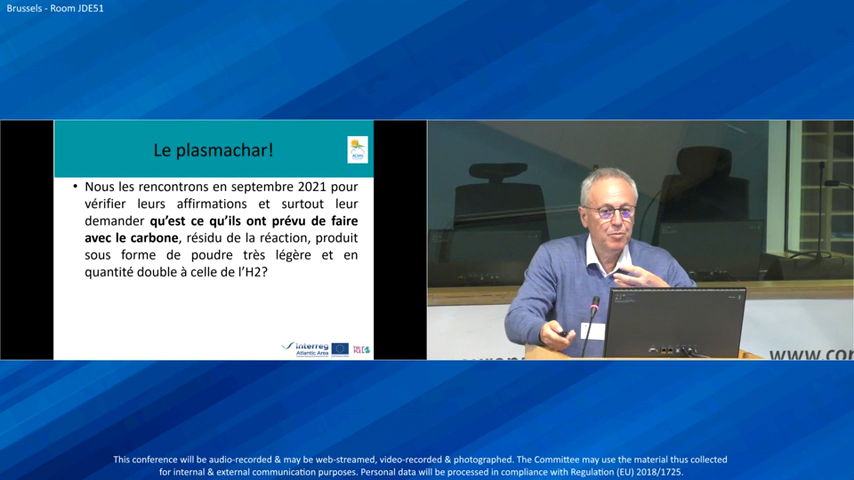 Brussels - Room JDE51
Le plasmachar!
• Nous les rencontrons en septembre 2021 pour
vérifier leurs affirmations et surtout leur
demander qu'est ce qu'ils ont prévu de faire
avec le carbone, résidu de la réaction, produit
sous forme de poudre très légère et en
quantité double à celle de l'H2?
interreg
Atlantic Area
www.cor
This conference will be audio-recorded & may be web-streamed, video-recorded & photographed. The Committee may use the material thus collected
for internal & external communication purposes. Personal data will be processed in compliance with Regulation (EU) 2018/1725.